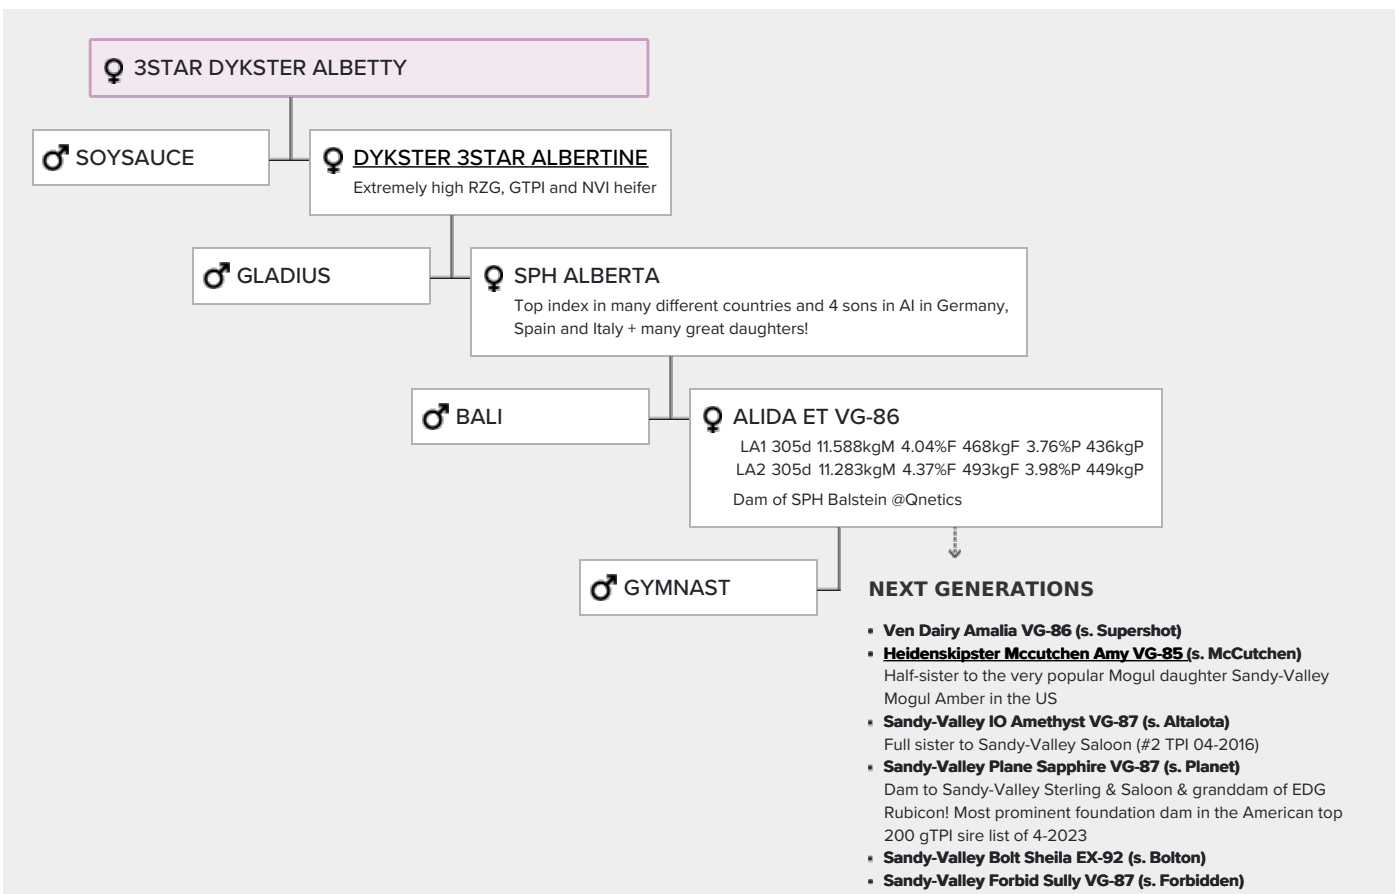 3STAR DYKSTER ALBETTY
SOYSAUCE
DYKSTER 3STAR ALBERTINE
Extremely high RZG, GTPI and NVI heifer
GLADIUS
SPH ALBERTA
Top index in many different countries and 4 sons in AI in Germany,
Spain and Italy + many great daughters!
BALI
ALIDA ET VG-86
LA1 305d 11.588kgM 4.04%F 468kgF 3.76%P 436kgP
LA2 305d 11.283kgM 4.37%F 493kgF 3.98%P 449kgP
Dam of SPH Balstein @Qnetics
GYMNAST
NEXT GENERATIONS
• Ven Dairy Amalia VG-86 (s. Supershot)
• Heidenskipster Mccutchen Amy VG-85 (s. McCutchen)
Half-sister to the very popular Mogul daughter Sandy-Valley
Mogul Amber in the US
• Sandy-Valley IO Amethyst VG-87 (s. AltaIota)
Full sister to Sandy-Valley Saloon (#2 TPI 04-2016)
• Sandy-Valley Plane Sapphire VG-87 (s. Planet)
Dam to Sandy-Valley Sterling & Saloon & granddam of EDG
Rubicon! Most prominent foundation dam in the American top
200 gTPI sire list of 4-2023
• Sandy-Valley Bolt Sheila EX-92 (s. Bolton)
• Sandy-Valley Forbid Sully VG-87 (s. Forbidden)